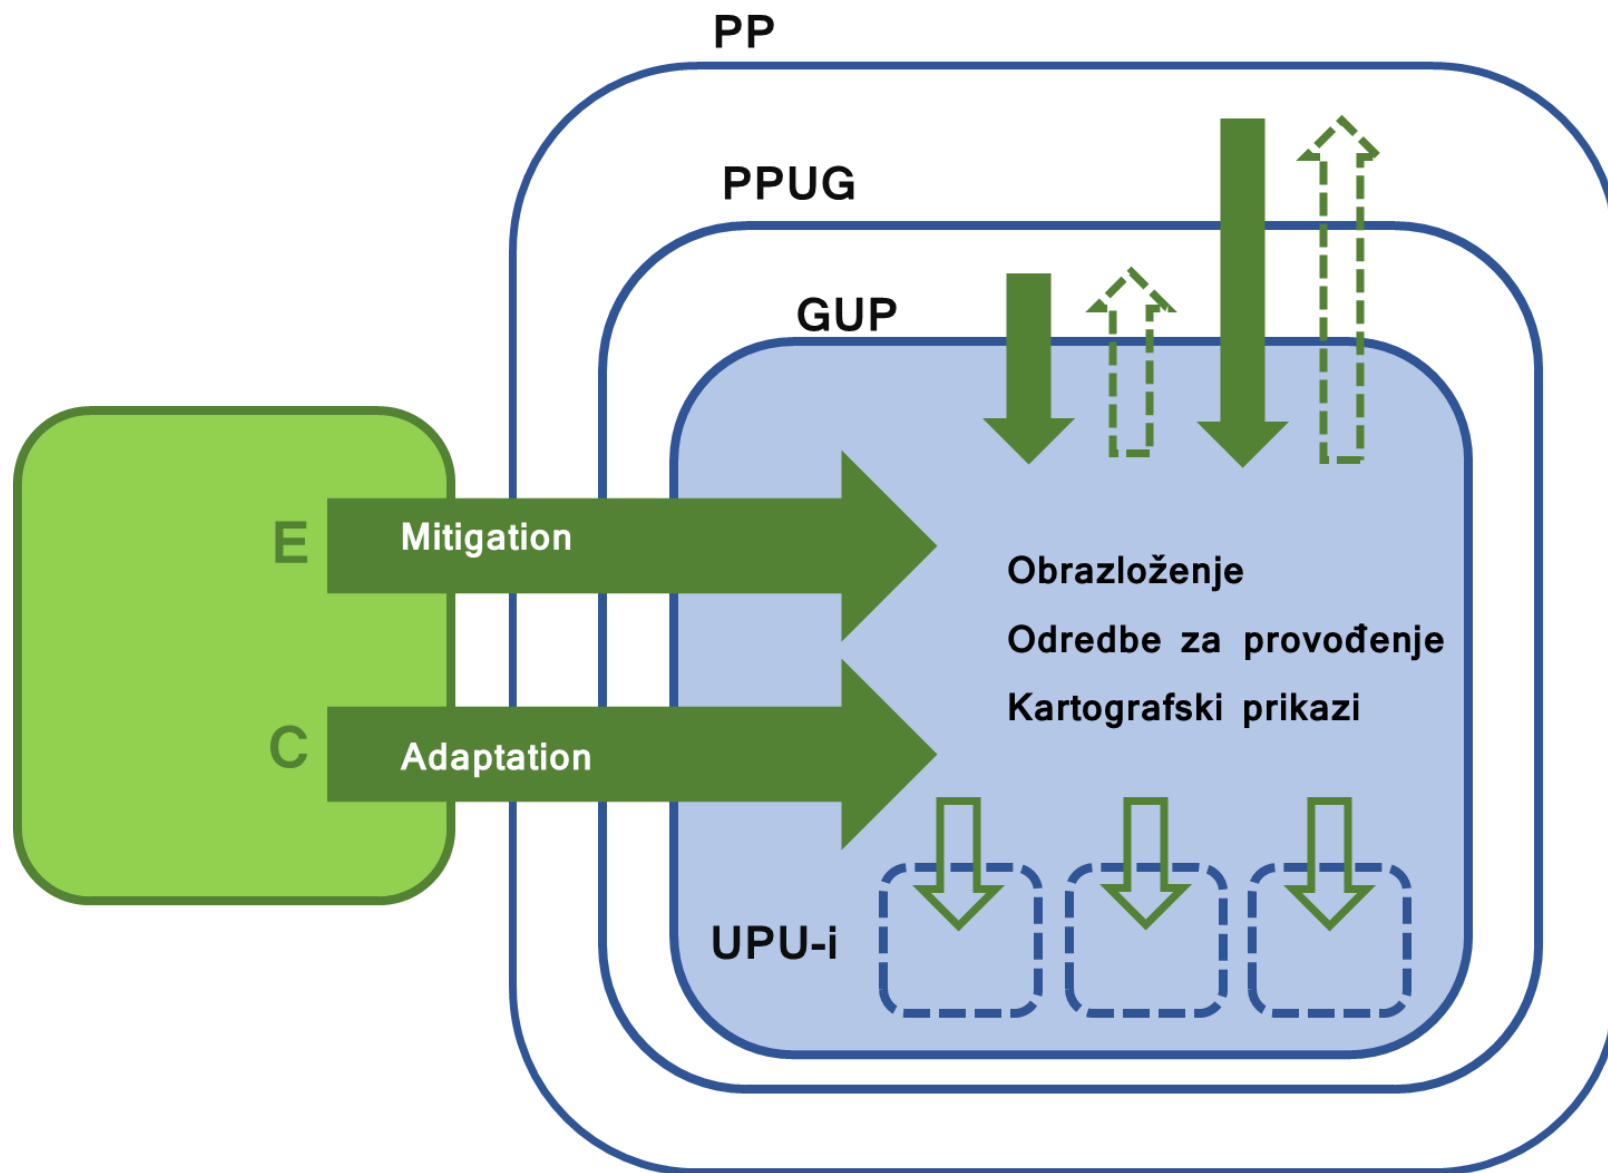 PP
PPUG
GUP
E
Mitigation
Obrazloženje
Odredbe za provođenje
Kartografski prikazi
C
Adaptation
UPU-i